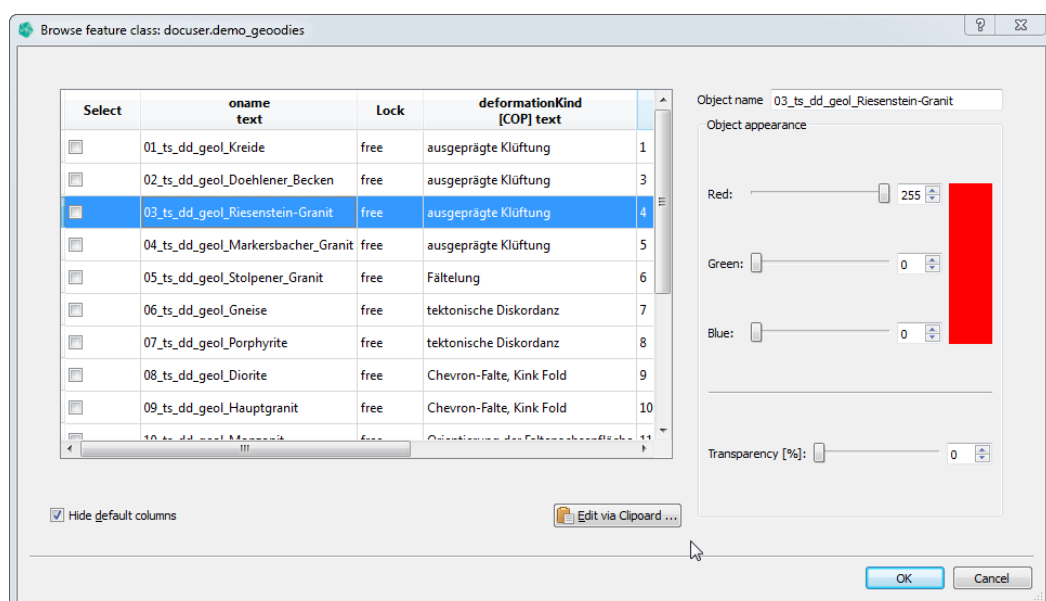 Browse feature class: docuser.demo_geoodies
Select oname text Lock deformationKind [COP] text
01_ts_dd_geol_Kreide free ausgeprägte Klüftung 1
02_ts_dd_geol_Doehlener_Becken free ausgeprägte Klüftung 3
03_ts_dd_geol_Riesenstein-Granit free ausgeprägte Klüftung 4
04_ts_dd_geol_Markersbacher_Granit free ausgeprägte Klüftung 5
05_ts_dd_geol_Stolpener_Granit free Fältelung 6
06_ts_dd_geol_Gneise free tektonische Diskordanz 7
07_ts_dd_geol_Porphyrite free tektonische Diskordanz 8
08_ts_dd_geol_Diorite free Chevron-Falte, Kink Fold 9
09_ts_dd_geol_Hauptgranit free Chevron-Falte, Kink Fold 10
Hide default columns
Edit via Clipoard ...
Object name 03_ts_dd_geol_Riesenstein-Granit
Object appearance
Red: 255
Green: 0
Blue: 0
Transparency [%]: 0
OK Cancel